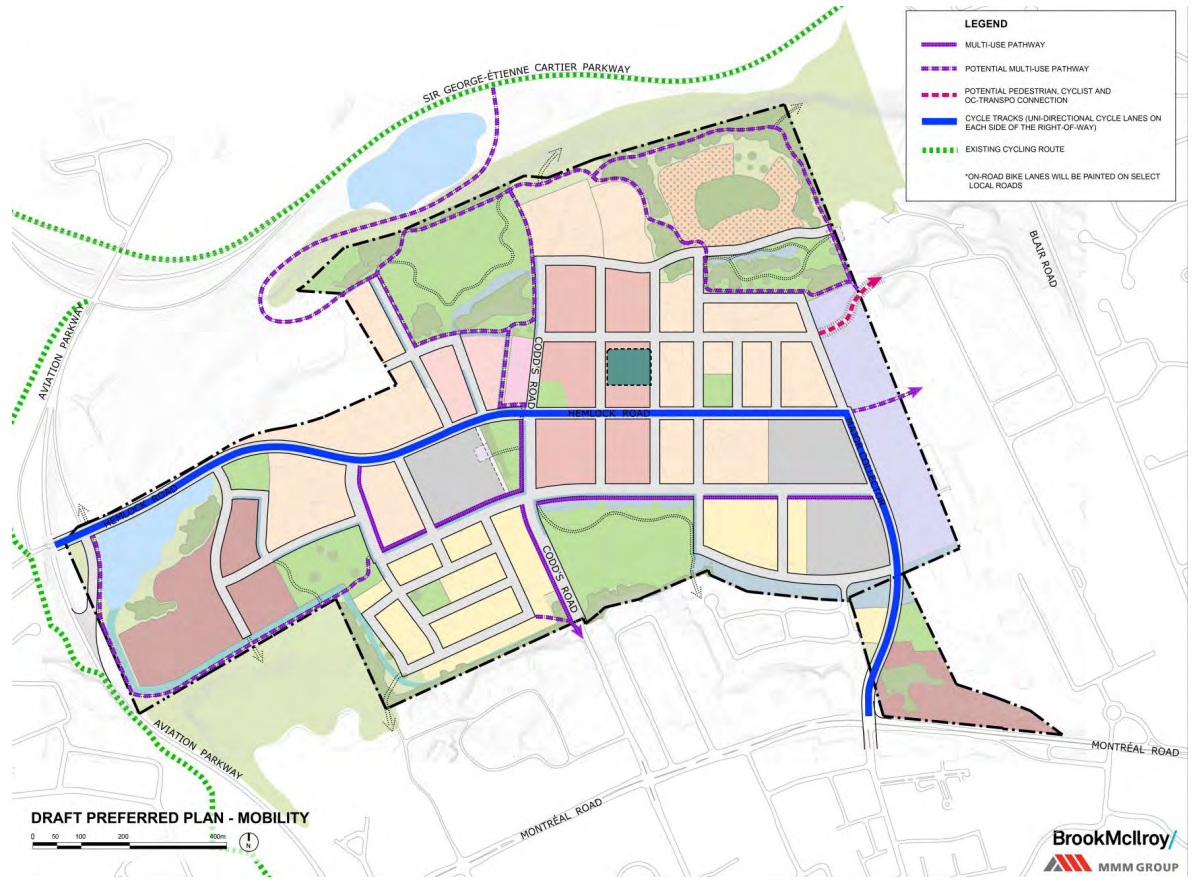 LEGEND
MULTI-USE PATHWAY
POTENTIAL MULTI-USE PATHWAY
POTENTIAL PEDESTRIAN, CYCLIST AND
OC-TRANSPO CONNECTION
CYCLE TRACKS (UNI-DIRECTIONAL CYCLE LANES ON
EACH SIDE OF THE RIGHT-OF-WAY)
EXISTING CYCLING ROUTE
*ON-ROAD BIKE LANES WILL BE PAINTED ON SELECT
LOCAL ROADS
SIR GEORGE-ÉTIENNE CARTIER PARKWAY
BLAIR ROAD
AVIATION PARKWAY
CODD'S ROAD
HEMLOCK ROAD
MAJOR COLLECTOR
HEMLOCK ROAD
CODD'S ROAD
AVIATION PARKWAY
MONTRÉAL ROAD
MONTRÉAL ROAD
DRAFT PREFERRED PLAN - MOBILITY
0 50 100 200 400m
N
BrookMcIlroy/
MMM GROUP